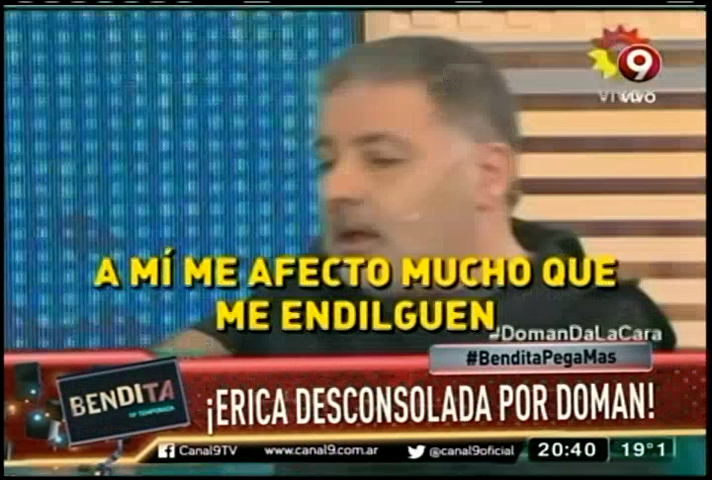 9
VIVO
A MÍ ME AFECTO MUCHO QUE
ME ENDILGUEN
#DomanDaLaCara
#BenditaPegaMas
BENDITA
¡ERICA DESCONSOLADA POR DOMAN!
Canal9TV www.canal9.com.ar @canal9oficial 20:40 19°1